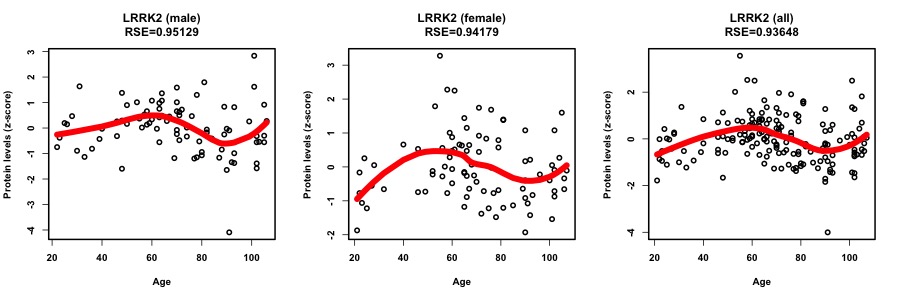 LRRK2 (male)
RSE=0.95129
Protein levels (z-score)
3
2
1
0
-1
-2
-3
-4
20
40
60
80
100
Age
LRRK2 (female)
RSE=0.94179
Protein levels (z-score)
3
2
1
0
-1
-2
20
40
60
80
100
Age
LRRK2 (all)
RSE=0.93648
Protein levels (z-score)
2
0
-2
-4
20
40
60
80
100
Age